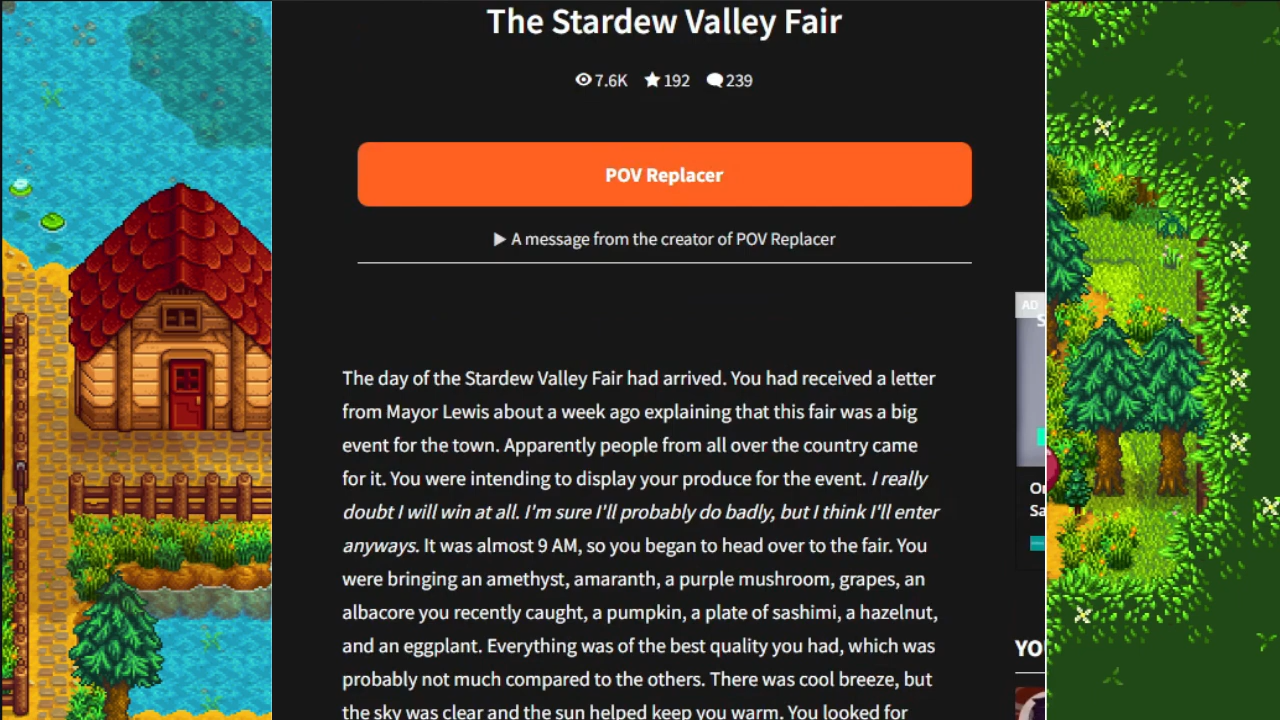 The Stardew Valley Fair
7.6K 192 239
POV Replacer
▶ A message from the creator of POV Replacer
AD
The day of the Stardew Valley Fair had arrived. You had received a letter
from Mayor Lewis about a week ago explaining that this fair was a big
event for the town. Apparently people from all over the country came
for it. You were intending to display your produce for the event. I really
doubt I will win at all. I'm sure I'll probably do badly, but I think I'll enter
anyways. It was almost 9 AM, so you began to head over to the fair. You
were bringing an amethyst, amaranth, a purple mushroom, grapes, an
albacore you recently caught, a pumpkin, a plate of sashimi, a hazelnut,
and an eggplant. Everything was of the best quality you had, which was
probably not much compared to the others. There was cool breeze, but
the sky was clear and the sun helped keep you warm. You looked for